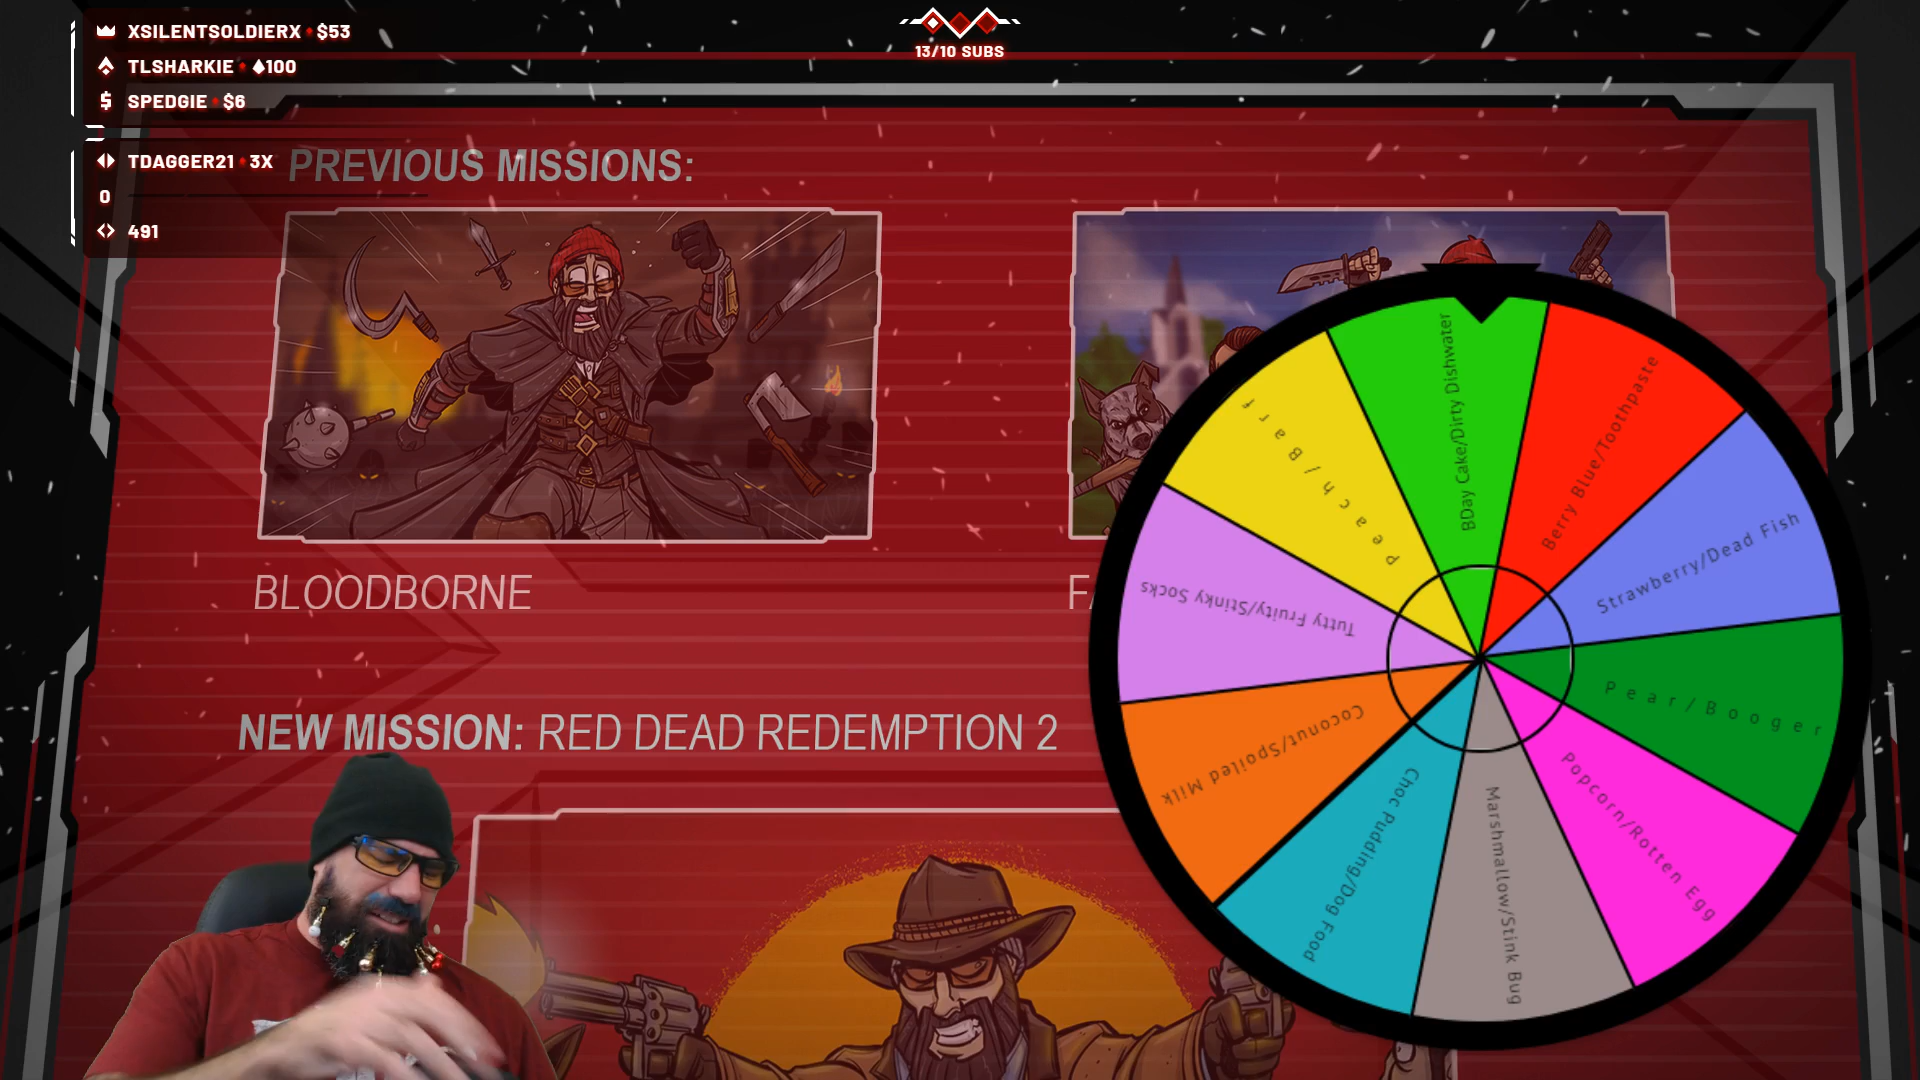 XSILENTSOLDIERX $53
TLSHARKIE 100
$ SPEDGIE $6
TDAGGER21 3X
0
491
13/10 SUBS
PREVIOUS MISSIONS:
BLOODBORNE
NEW MISSION: RED DEAD REDEMPTION 2
BDay Cake/Dirty Dishwater
Berry Blue/Toothpaste
Strawberry/Dead Fish
Pear/Booger
Popcorn/Rotten Egg
Marshmallow/Stink Bug
Choc Pudding/Dog Food
Coconut/Spoiled Milk
Tutty Fruity/Stinky Socks
Peach/Barf